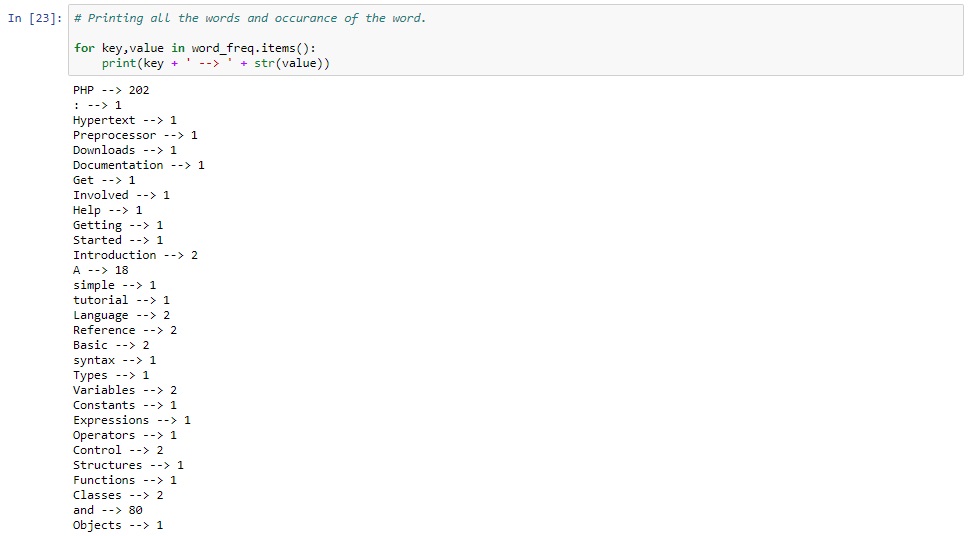 In [23]: # Printing all the words and occurance of the word.
for key,value in word_freq.items():
print(key + ' --> ' + str(value))
PHP --> 202
: --> 1
Hypertext --> 1
Preprocessor --> 1
Downloads --> 1
Documentation --> 1
Get --> 1
Involved --> 1
Help --> 1
Getting --> 1
Started --> 1
Introduction --> 2
A --> 18
simple --> 1
tutorial --> 1
Language --> 2
Reference --> 2
Basic --> 2
syntax --> 1
Types --> 1
Variables --> 2
Constants --> 1
Expressions --> 1
Operators --> 1
Control --> 2
Structures --> 1
Functions --> 1
Classes --> 2
and --> 80
Objects --> 1